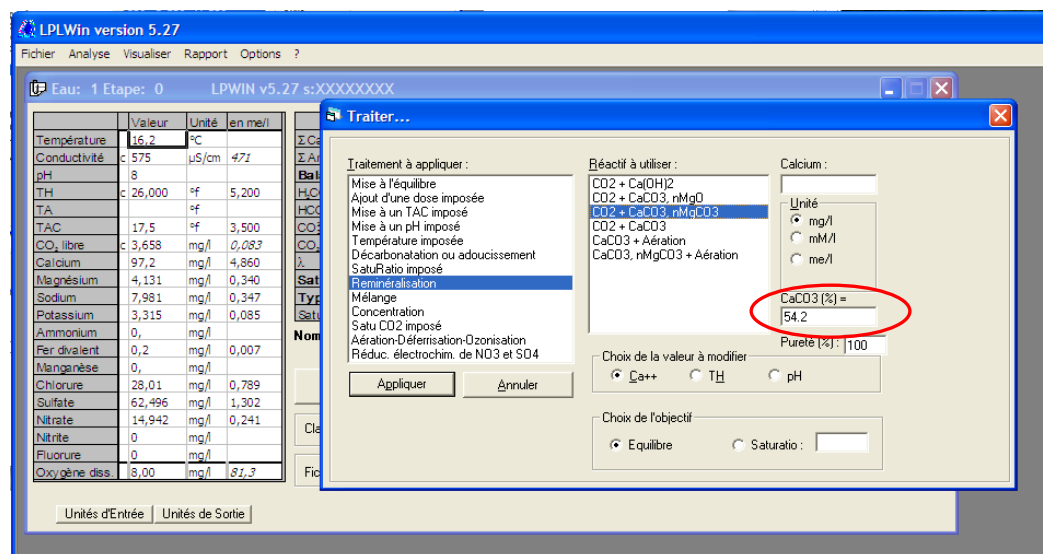 LPLWin version 5.27
Fichier Analyse Visualiser Rapport Options ?
Eau: 1 Etape: 0 LPWIN v5.27 s:XXXXXXXX
Valeur Unité en me/l
Température 16,2 °C
Conductivité c 575 µS/cm 471
pH 8
TH c 26,000 °f 5,200
TA °f
TAC 17,5 °f 3,500
CO2 libre c 3,658 mg/l 0,083
Calcium 97,2 mg/l 4,860
Magnésium 4,131 mg/l 0,340
Sodium 7,981 mg/l 0,347
Potassium 3,315 mg/l 0,085
Ammonium 0, mg/l
Fer divalent 0,2 mg/l 0,007
Manganèse 0, mg/l
Chlorure 28,01 mg/l 0,789
Sulfate 62,496 mg/l 1,302
Nitrate 14,942 mg/l 0,241
Nitrite 0 mg/l
Fluorure 0 mg/l
Oxygène diss. 8,00 mg/l 81,3
Unités d'Entrée Unités de Sortie
Traiter...
Traitement à appliquer :
Mise à l'équilibre
Ajout d'une dose imposée
Mise à un TAC imposé
Mise à un pH imposé
Température imposée
Décarbonatation ou adoucissement
SatuRatio imposé
Reminéralisation
Mélange
Concentration
Satu CO2 imposé
Aération-Déferrisation-Ozonisation
Réduc. électrochim. de NO3 et SO4
Appliquer Annuler
Réactif à utiliser :
CO2 + Ca(OH)2
CO2 + CaCO3, nMgO
CO2 + CaCO3, nMgCO3
CO2 + CaCO3
CaCO3 + Aération
CaCO3, nMgCO3 + Aération
Calcium :
Unité
mg/l
mM/l
me/l
CaCO3 (%) =
54.2
Pureté (%) : 100
Choix de la valeur à modifier
Ca++ TH pH
Choix de l'objectif
Equilibre Saturatio :